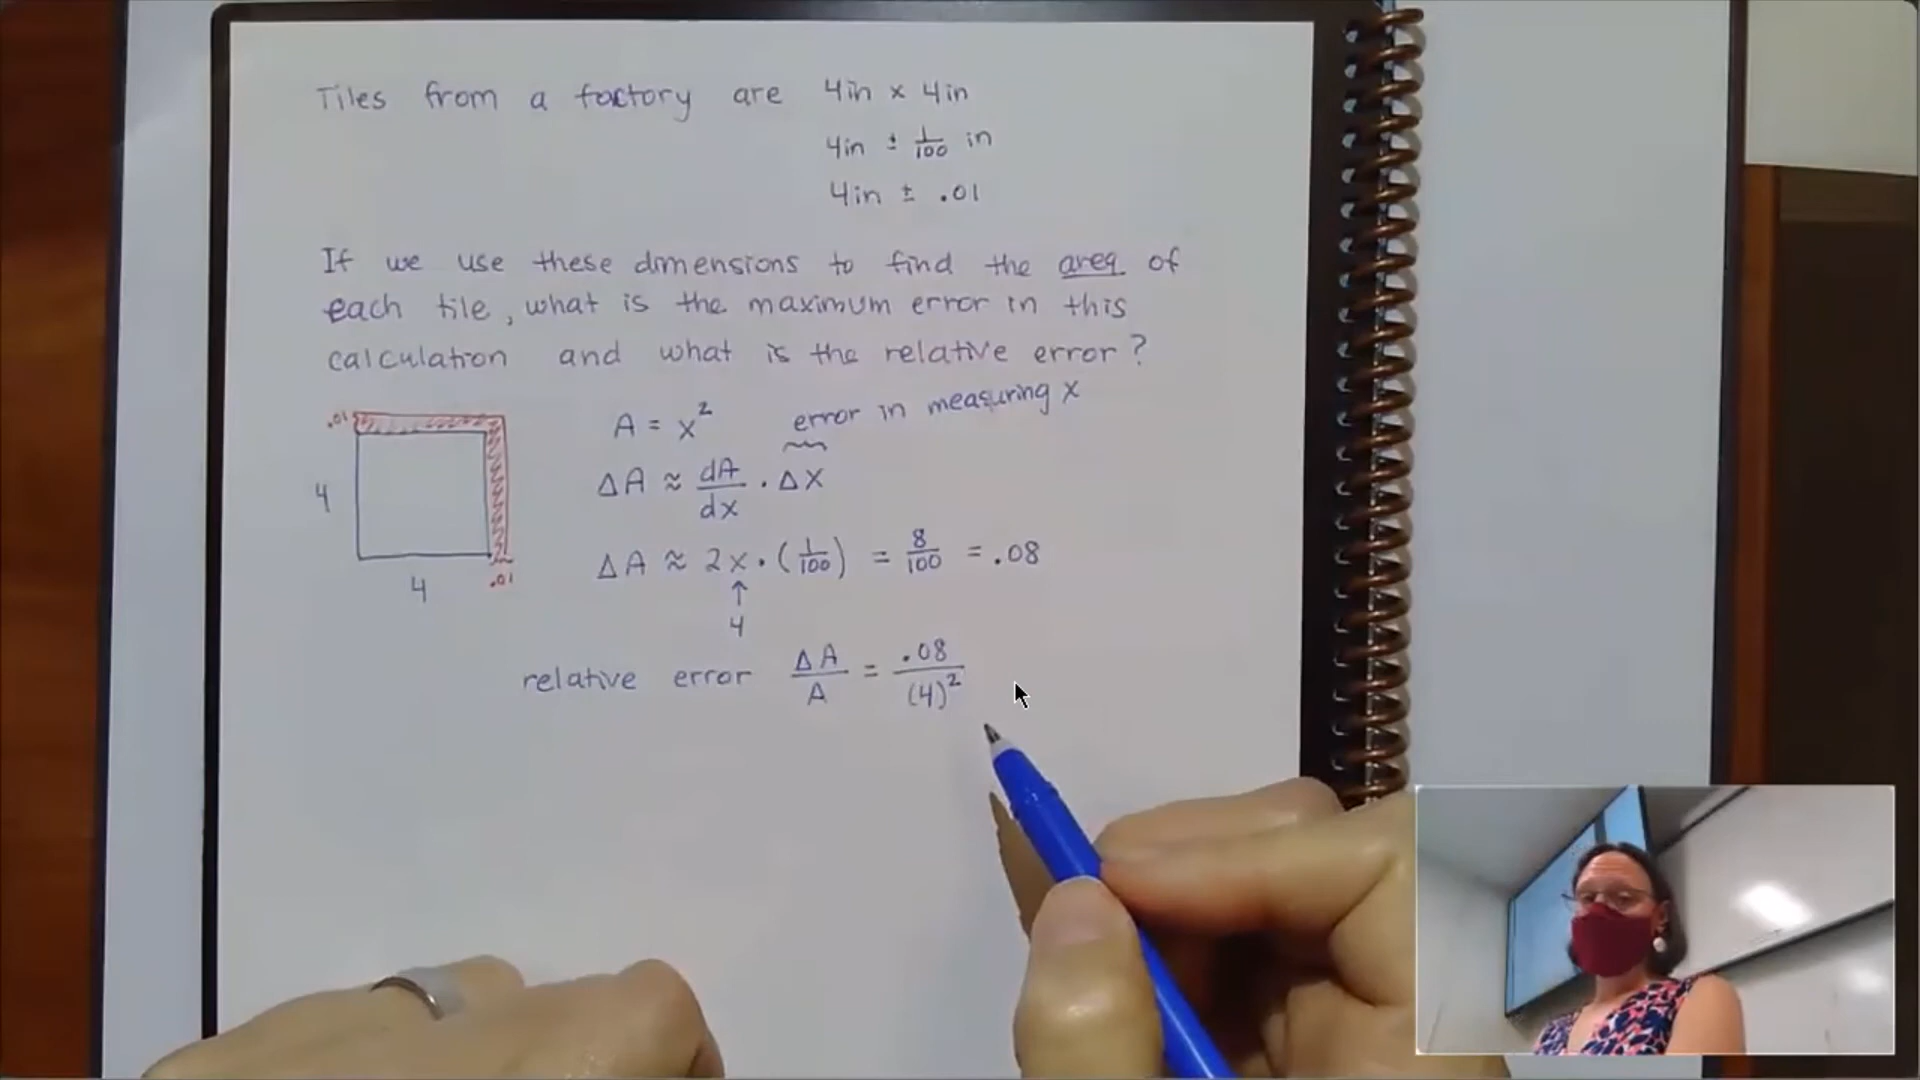 Tiles from a factory are 4in x 4in
4in ± 1/100 in
4in ± .01
If we use these dimensions to find the area of
each tile, what is the maximum error in this
calculation and what is the relative error?
A = x² error in measuring x
ΔA ≈ dA/dx · Δx
ΔA ≈ 2x · (1/100) = 8/100 = .08
↑
4
.01
4
4
.01
relative error ΔA/A = .08/(4)²